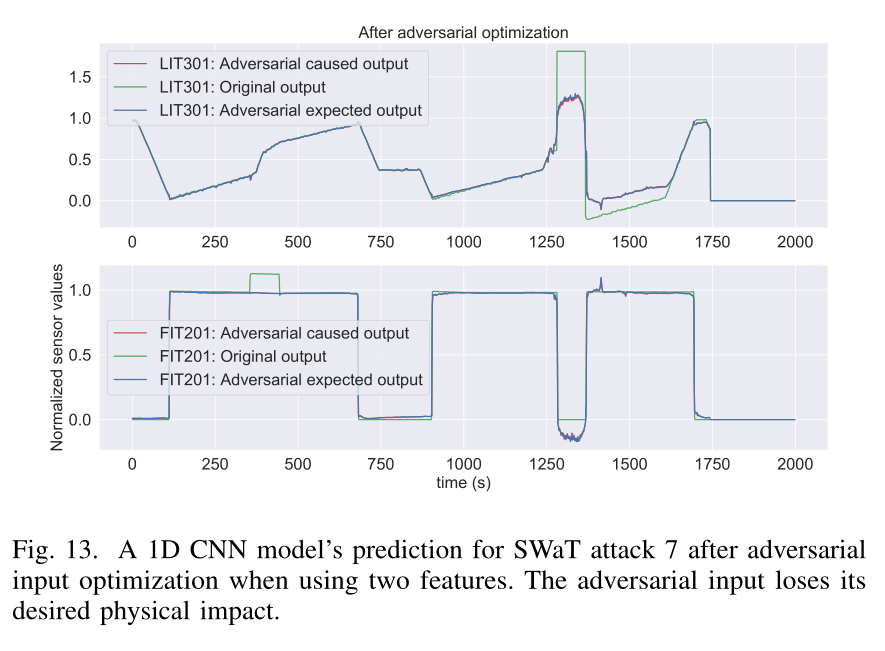 After adversarial optimization
LIT301: Adversarial caused output
LIT301: Original output
LIT301: Adversarial expected output
1.5
1.0
0.5
0.0
0 250 500 750 1000 1250 1500 1750 2000
Normalized sensor values
1.0
0.5
0.0
FIT201: Adversarial caused output
FIT201: Original output
FIT201: Adversarial expected output
0 250 500 750 1000 1250 1500 1750 2000
time (s)
Fig. 13. A 1D CNN model's prediction for SWaT attack 7 after adversarial
input optimization when using two features. The adversarial input loses its
desired physical impact.